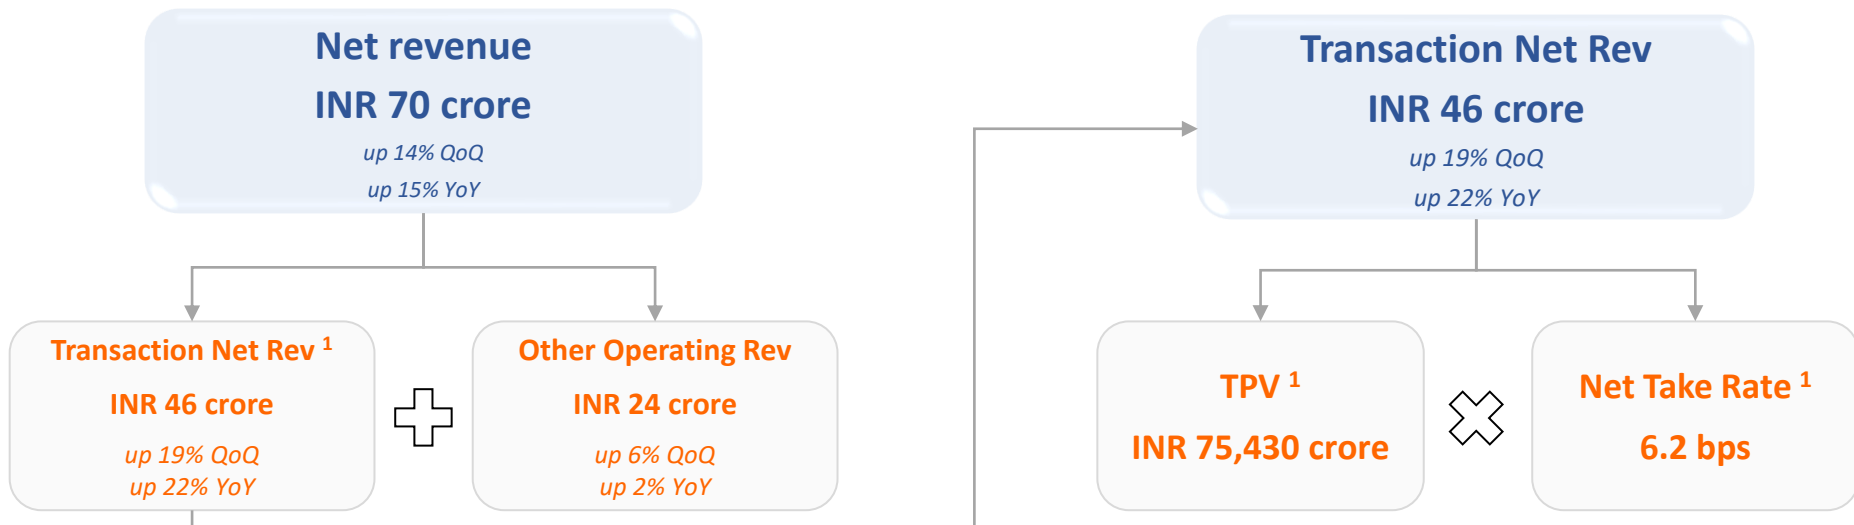 Net revenue
INR 70 crore
up 14% QoQ
up 15% YoY
Transaction Net Rev 1
INR 46 crore
up 19% QoQ
up 22% YoY
Other Operating Rev
INR 24 crore
up 6% QoQ
up 2% YoY
Transaction Net Rev
INR 46 crore
up 19% QoQ
up 22% YoY
TPV 1
INR 75,430 crore
Net Take Rate 1
6.2 bps